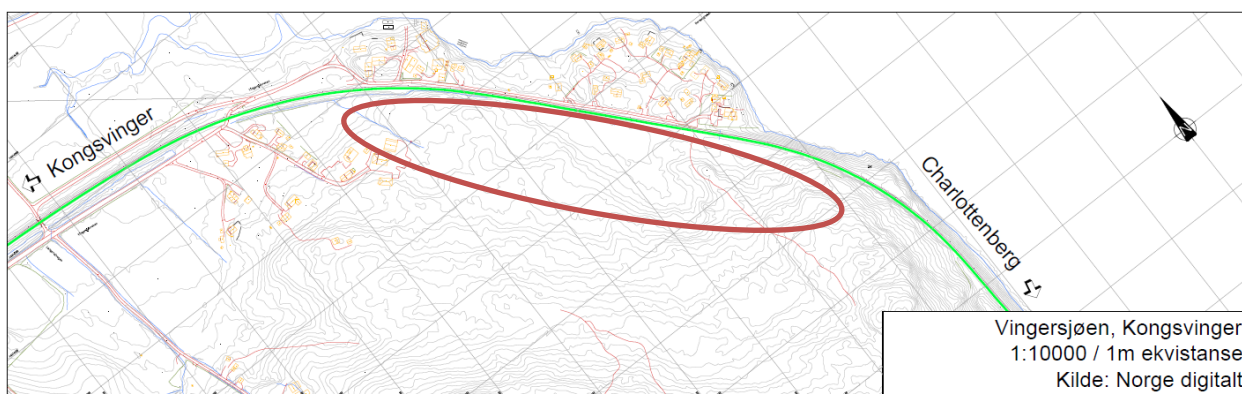 Kongsvinger
Charlottenberg
N
Vingersjøen, Kongsvinger
1:10000 / 1m ekvistanse
Kilde: Norge digitalt